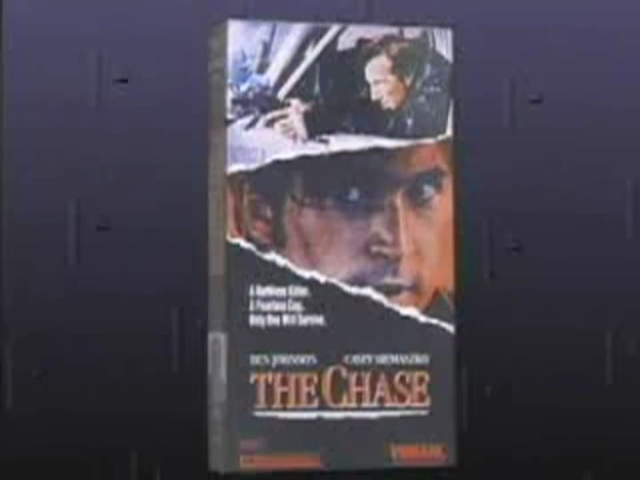 A Ruthless Killer.
A Fearless Cop.
Only One Will Survive.
BEN JOHNSON CASEY SIEMASZKO
THE CHASE
VIDMARK